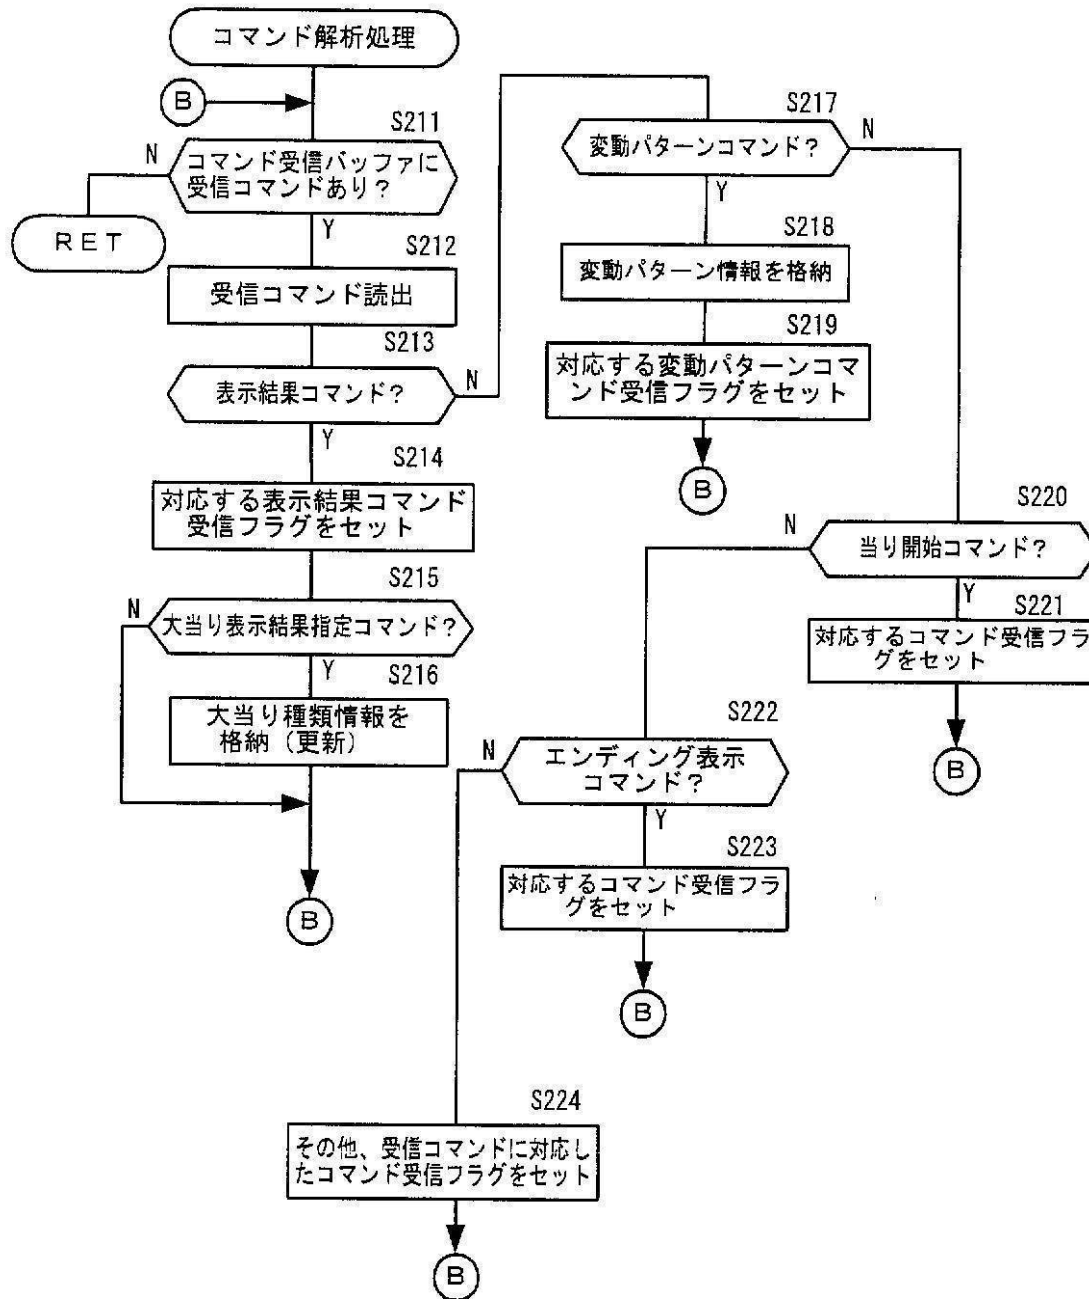 コマンド解析処理
B
S211
N
コマンド受信バッファに
受信コマンドあり？
RET
Y
S212
受信コマンド読出
S213
表示結果コマンド？
N
Y
S214
対応する表示結果コマンド
受信フラグをセット
S215
N
大当り表示結果指定コマンド？
Y
S216
大当り種類情報を
格納（更新）
B
S217
変動パターンコマンド？
N
Y
S218
変動パターン情報を格納
S219
対応する変動パターンコマ
ンド受信フラグをセット
B
S220
N
当り開始コマンド？
Y
S221
対応するコマンド受信フラ
グをセット
B
S222
N
エンディング表示
コマンド？
Y
S223
対応するコマンド受信フラ
グをセット
B
S224
その他、受信コマンドに対応し
たコマンド受信フラグをセット
B